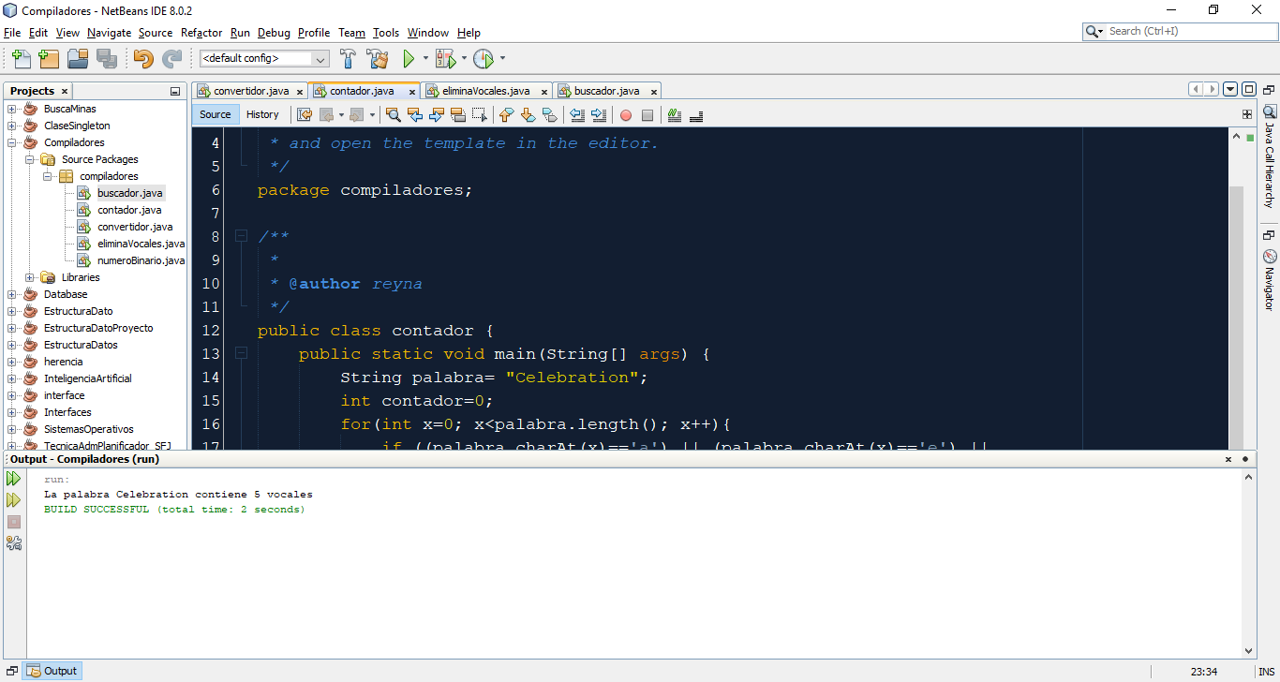 Compiladores - NetBeans IDE 8.0.2
File Edit View Navigate Source Refactor Run Debug Profile Team Tools Window Help
Search (Ctrl+I)
<default config>
Projects
BuscaMinas
ClaseSingleton
Compiladores
Source Packages
compiladores
buscador.java
contador.java
convertidor.java
eliminaVocales.java
numeroBinario.java
Libraries
Database
EstructuraDato
EstructuraDatoProyecto
EstructuraDatos
herencia
InteligenciaArtificial
interface
Interfaces
SistemasOperativos
TecnicaAdmPlanificador_SFJ
convertidor.java contador.java eliminaVocales.java buscador.java
Source History
4 * and open the template in the editor.
5 */
6 package compiladores;
7
8 /**
9 *
10 * @author reyna
11 */
12 public class contador {
13 public static void main(String[] args) {
14 String palabra= "Celebration";
15 int contador=0;
16 for(int x=0; x<palabra.length(); x++){
17 if ((palabra.charAt(x)=='a') || (palabra.charAt(x)=='e') ||
Java Call Hierarchy
Navigator
Output - Compiladores (run)
run:
La palabra Celebration contiene 5 vocales
BUILD SUCCESSFUL (total time: 2 seconds)
Output
23:34 INS